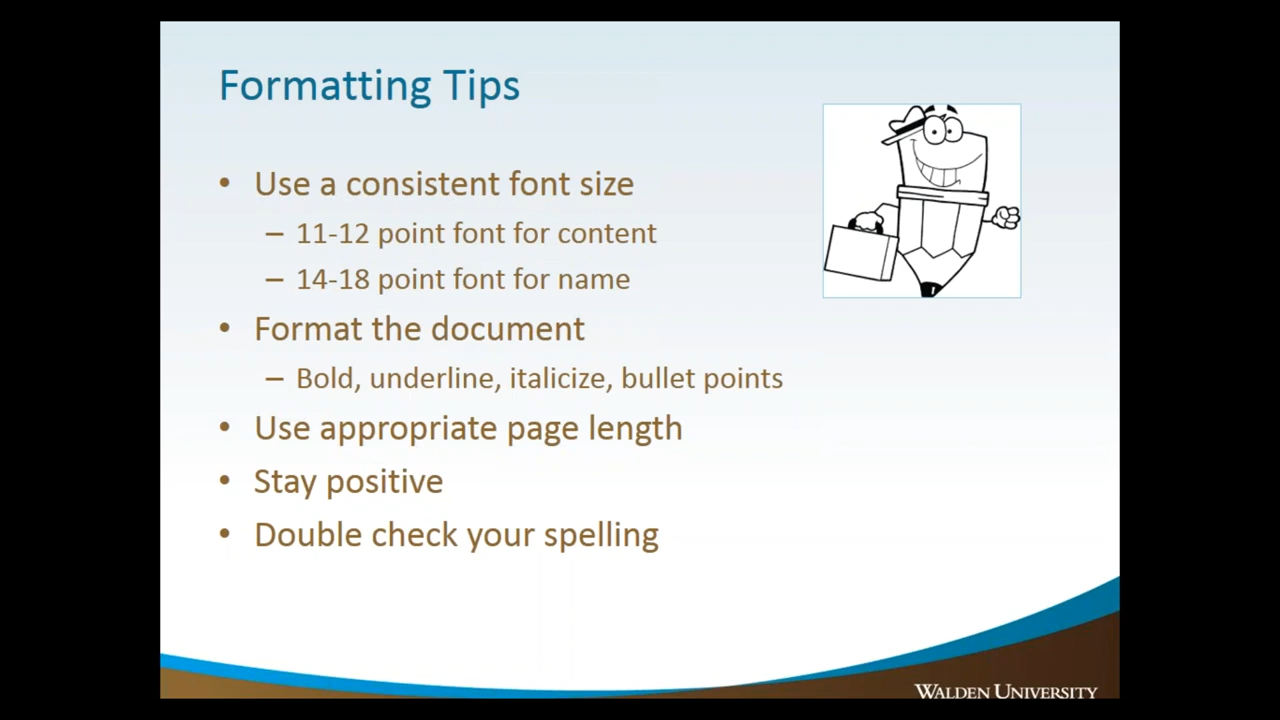 Formatting Tips
• Use a consistent font size
– 11-12 point font for content
– 14-18 point font for name
• Format the document
– Bold, underline, italicize, bullet points
• Use appropriate page length
• Stay positive
• Double check your spelling
WALDEN UNIVERSITY